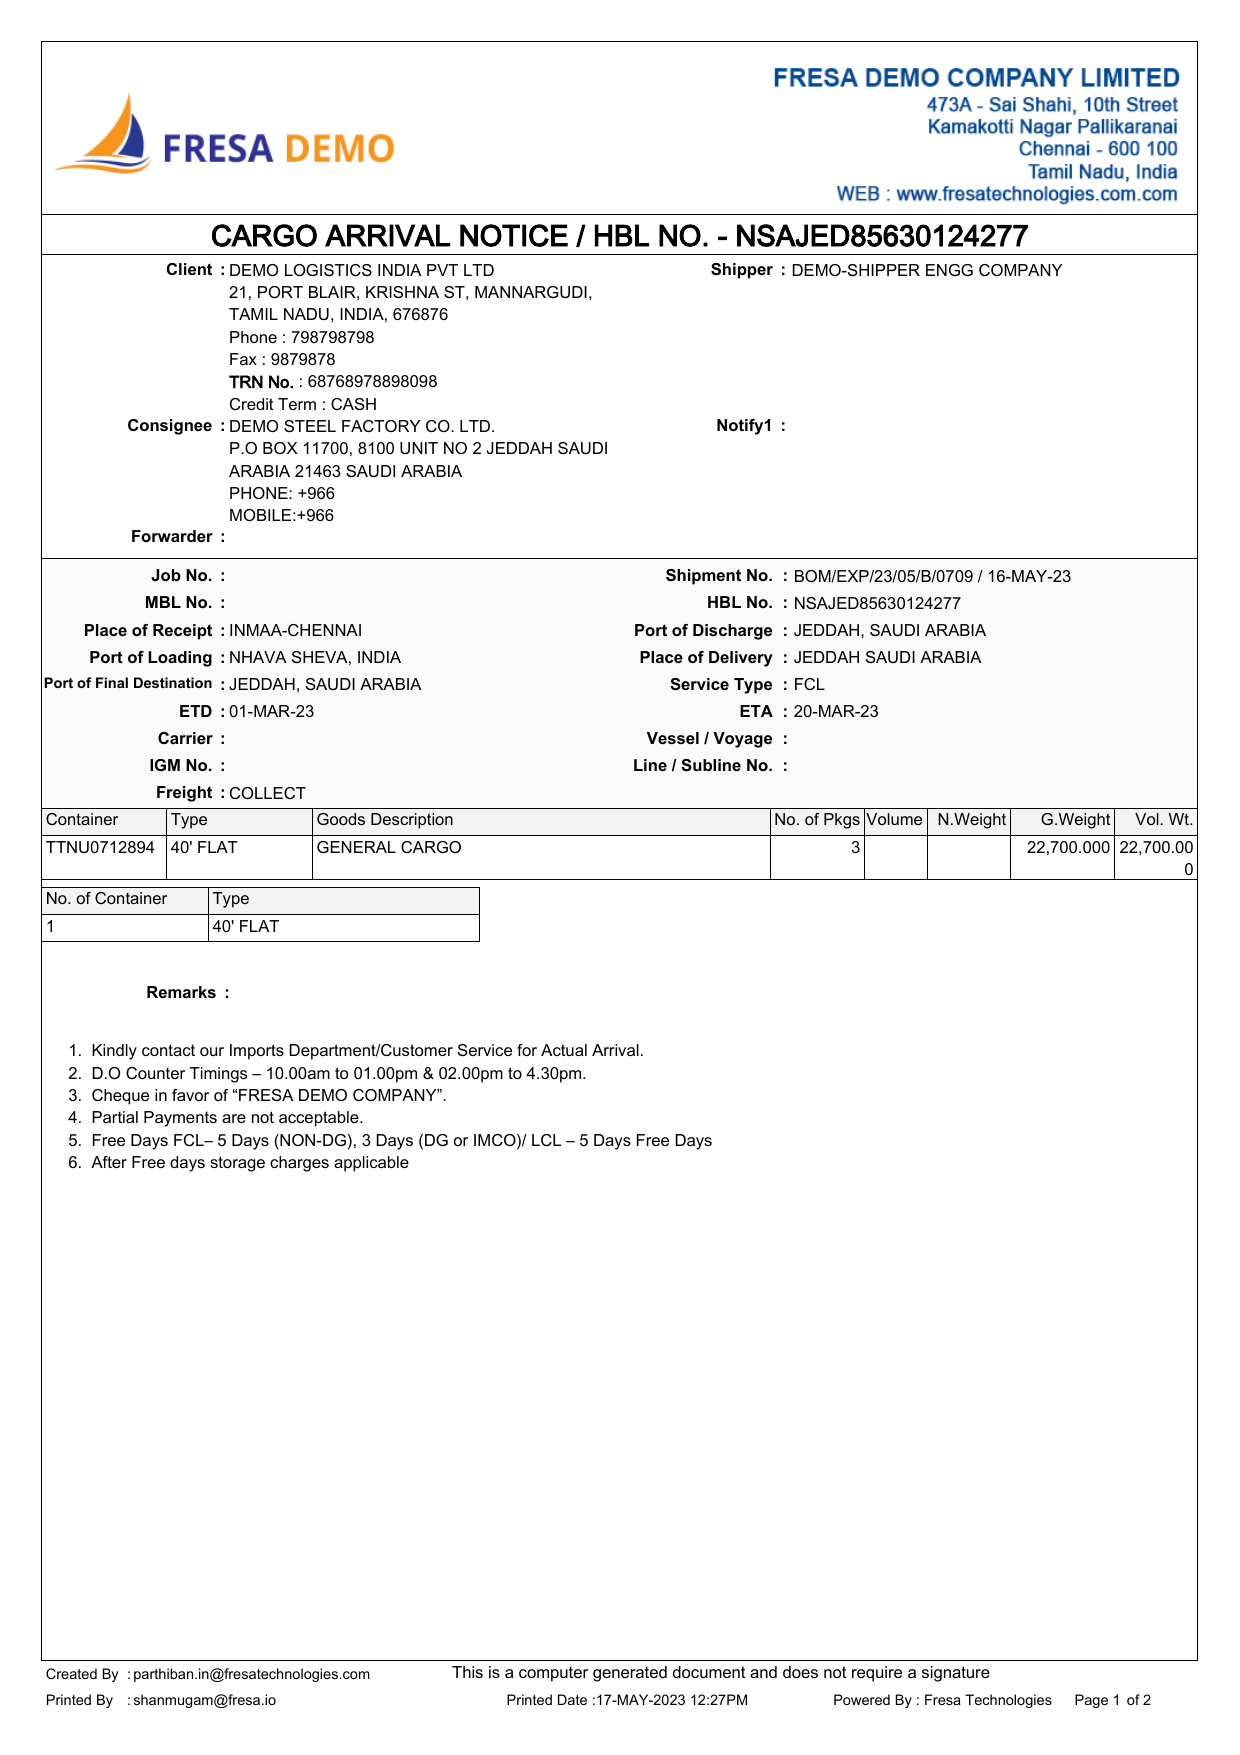 FRESA DEMO
FRESA DEMO COMPANY LIMITED
473A - Sai Shahi, 10th Street
Kamakotti Nagar Pallikaranai
Chennai - 600 100
Tamil Nadu, India
WEB : www.fresatechnologies.com.com
CARGO ARRIVAL NOTICE / HBL NO. - NSAJED85630124277
Client : DEMO LOGISTICS INDIA PVT LTD
21, PORT BLAIR, KRISHNA ST, MANNARGUDI,
TAMIL NADU, INDIA, 676876
Phone : 798798798
Fax : 9879878
TRN No. : 68768978898098
Credit Term : CASH
Shipper : DEMO-SHIPPER ENGG COMPANY
Consignee : DEMO STEEL FACTORY CO. LTD.
P.O BOX 11700, 8100 UNIT NO 2 JEDDAH SAUDI
ARABIA 21463 SAUDI ARABIA
PHONE: +966
MOBILE:+966
Notify1 :
Forwarder :
Job No. : Shipment No. : BOM/EXP/23/05/B/0709 / 16-MAY-23
MBL No. : HBL No. : NSAJED85630124277
Place of Receipt : INMAA-CHENNAI Port of Discharge : JEDDAH, SAUDI ARABIA
Port of Loading : NHAVA SHEVA, INDIA Place of Delivery : JEDDAH SAUDI ARABIA
Port of Final Destination : JEDDAH, SAUDI ARABIA Service Type : FCL
ETD : 01-MAR-23 ETA : 20-MAR-23
Carrier : Vessel / Voyage :
IGM No. : Line / Subline No. :
Freight : COLLECT
Container Type Goods Description No. of Pkgs Volume N.Weight G.Weight Vol. Wt.
TTNU0712894 40' FLAT GENERAL CARGO 3 22,700.000 22,700.00
0
No. of Container Type
1 40' FLAT
Remarks :
1. Kindly contact our Imports Department/Customer Service for Actual Arrival.
2. D.O Counter Timings – 10.00am to 01.00pm & 02.00pm to 4.30pm.
3. Cheque in favor of “FRESA DEMO COMPANY”.
4. Partial Payments are not acceptable.
5. Free Days FCL– 5 Days (NON-DG), 3 Days (DG or IMCO)/ LCL – 5 Days Free Days
6. After Free days storage charges applicable
Created By : parthiban.in@fresatechnologies.com This is a computer generated document and does not require a signature
Printed By : shanmugam@fresa.io Printed Date :17-MAY-2023 12:27PM Powered By : Fresa Technologies Page 1 of 2